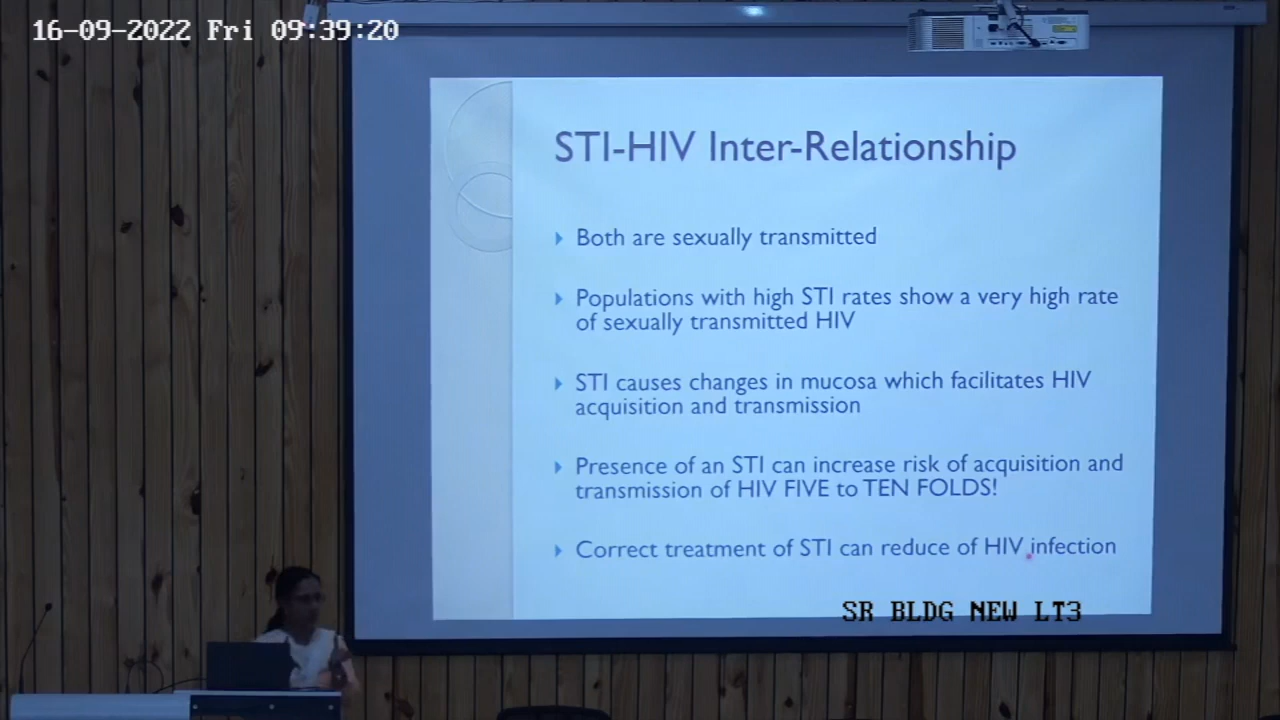 16-09-2022 Fri 09:39:20
STI-HIV Inter-Relationship
Both are sexually transmitted
Populations with high STI rates show a very high rate
of sexually transmitted HIV
STI causes changes in mucosa which facilitates HIV
acquisition and transmission
Presence of an STI can increase risk of acquisition and
transmission of HIV FIVE to TEN FOLDS!
Correct treatment of STI can reduce of HIV infection
SR BLDG NEW LT3